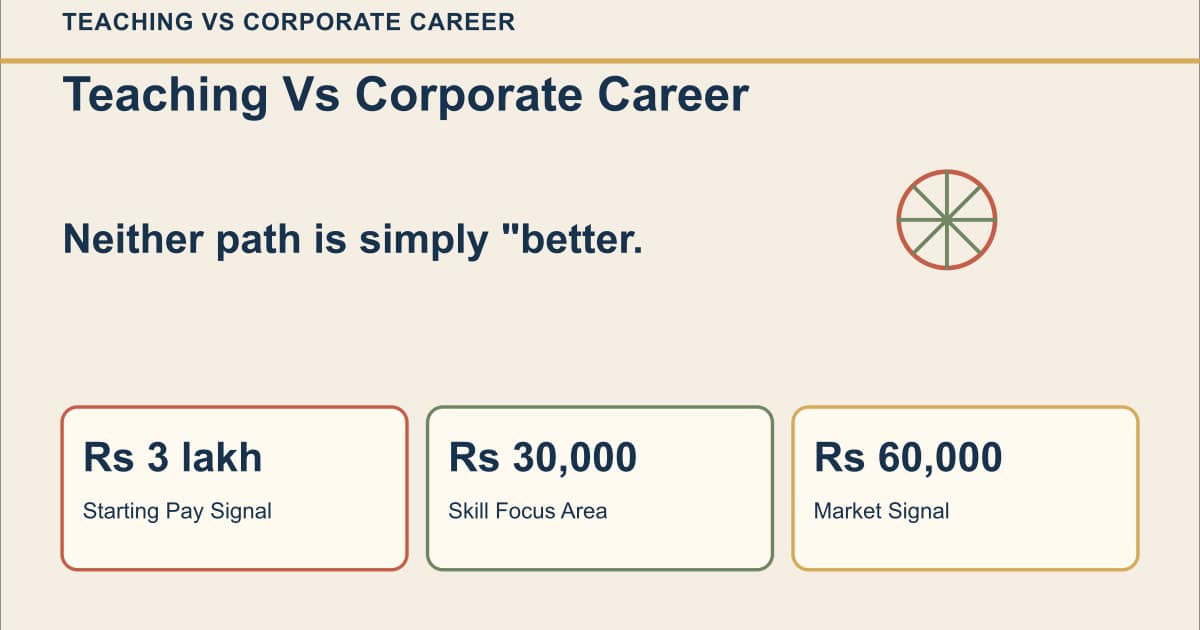 TEACHING VS CORPORATE CAREER
Teaching Vs Corporate Career
Neither path is simply "better.
Rs 3 lakh
Starting Pay Signal
Rs 30,000
Skill Focus Area
Rs 60,000
Market Signal